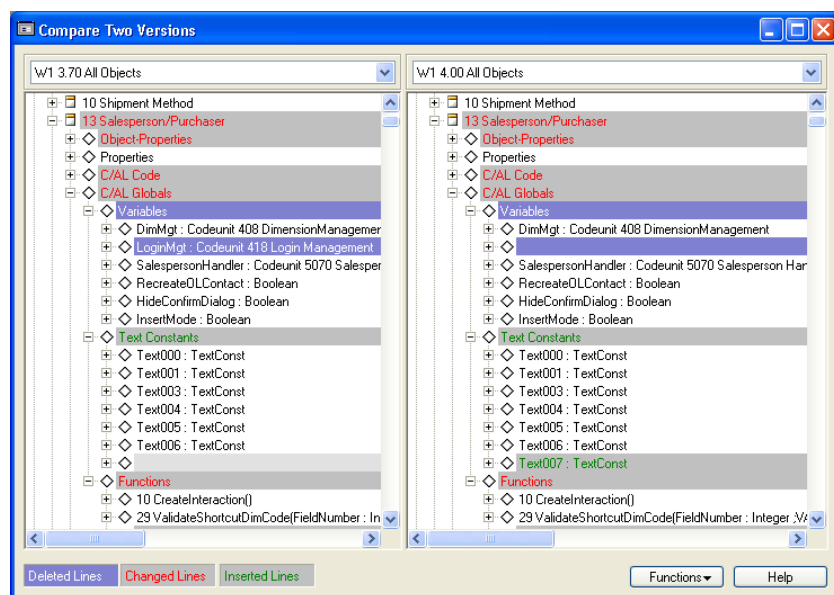 Compare Two Versions
W1 3.70 All Objects
10 Shipment Method
13 Salesperson/Purchaser
Object-Properties
Properties
C/AL Code
C/AL Globals
Variables
DimMgt : Codeunit 408 DimensionManagemer
LoginMgt : Codeunit 418 Login Management
SalespersonHandler : Codeunit 5070 Salesper
RecreateOLContact : Boolean
HideConfirmDialog : Boolean
InsertMode : Boolean
Text Constants
Text000 : TextConst
Text001 : TextConst
Text003 : TextConst
Text004 : TextConst
Text005 : TextConst
Text006 : TextConst
Functions
10 CreateInteraction()
29 ValidateShortcutDimCode(FieldNumber : In
W1 4.00 All Objects
10 Shipment Method
13 Salesperson/Purchaser
Object-Properties
Properties
C/AL Code
C/AL Globals
Variables
DimMgt : Codeunit 408 DimensionManagement
SalespersonHandler : Codeunit 5070 Salesperson Har
RecreateOLContact : Boolean
HideConfirmDialog : Boolean
InsertMode : Boolean
Text Constants
Text000 : TextConst
Text001 : TextConst
Text003 : TextConst
Text004 : TextConst
Text005 : TextConst
Text006 : TextConst
Text007 : TextConst
Functions
10 CreateInteraction()
29 ValidateShortcutDimCode(FieldNumber : Integer ;VA
Deleted Lines
Changed Lines
Inserted Lines
Functions
Help